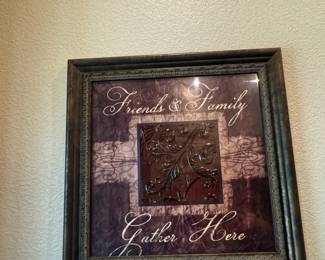 Friends & Family
Gather Here